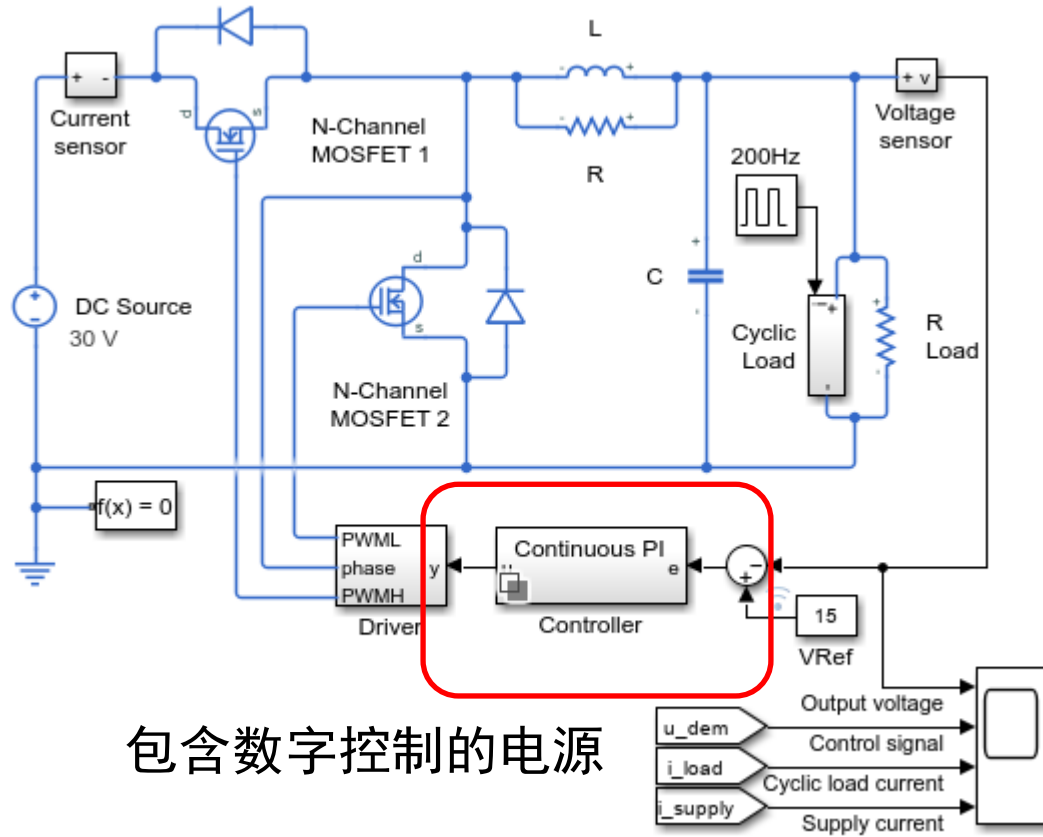 L
+ -
Current
sensor
d
s
N-Channel
MOSFET 1
- +
- +
R
+ v
Voltage
sensor
200Hz
+
-
DC Source
30 V
d
s
N-Channel
MOSFET 2
+
C
-
- +
-
Cyclic
Load
+
-
R
Load
f(x) = 0
PWML
phase
PWMH
y
Driver
Continuous PI
e
Controller
-
+
15
VRef
包含数字控制的电源
Output voltage
u_dem
Control signal
i_load
Cyclic load current
i_supply
Supply current